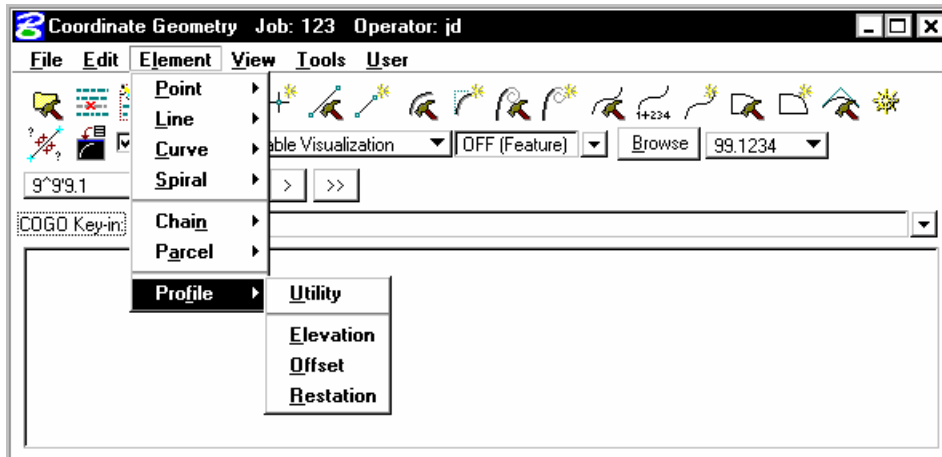 Coordinate Geometry Job: 123 Operator: jd
File Edit Element View Tools User
Point
1+234
Line
Curve
able Visualization OFF (Feature) Browse 99.1234
Spiral
9^9'9.1 > >>
COGO Key-in:
Chain
Parcel
Profile
Utility
Elevation
Offset
Restation